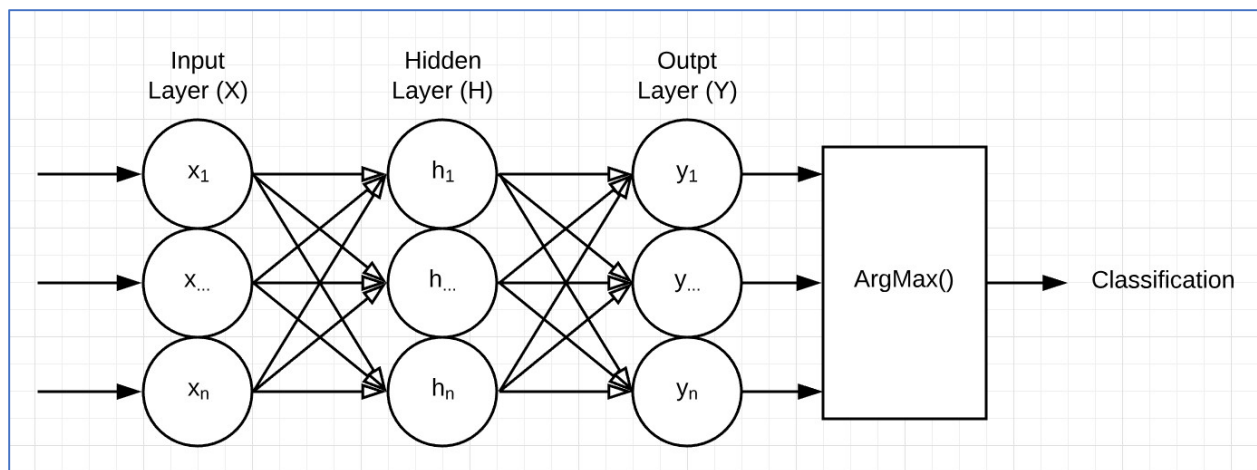 Input
Layer (X)
Hidden
Layer (H)
Outpt
Layer (Y)
x₁
h₁
y₁
x...
h...
y...
ArgMax()
Classification
xₙ
hₙ
yₙ